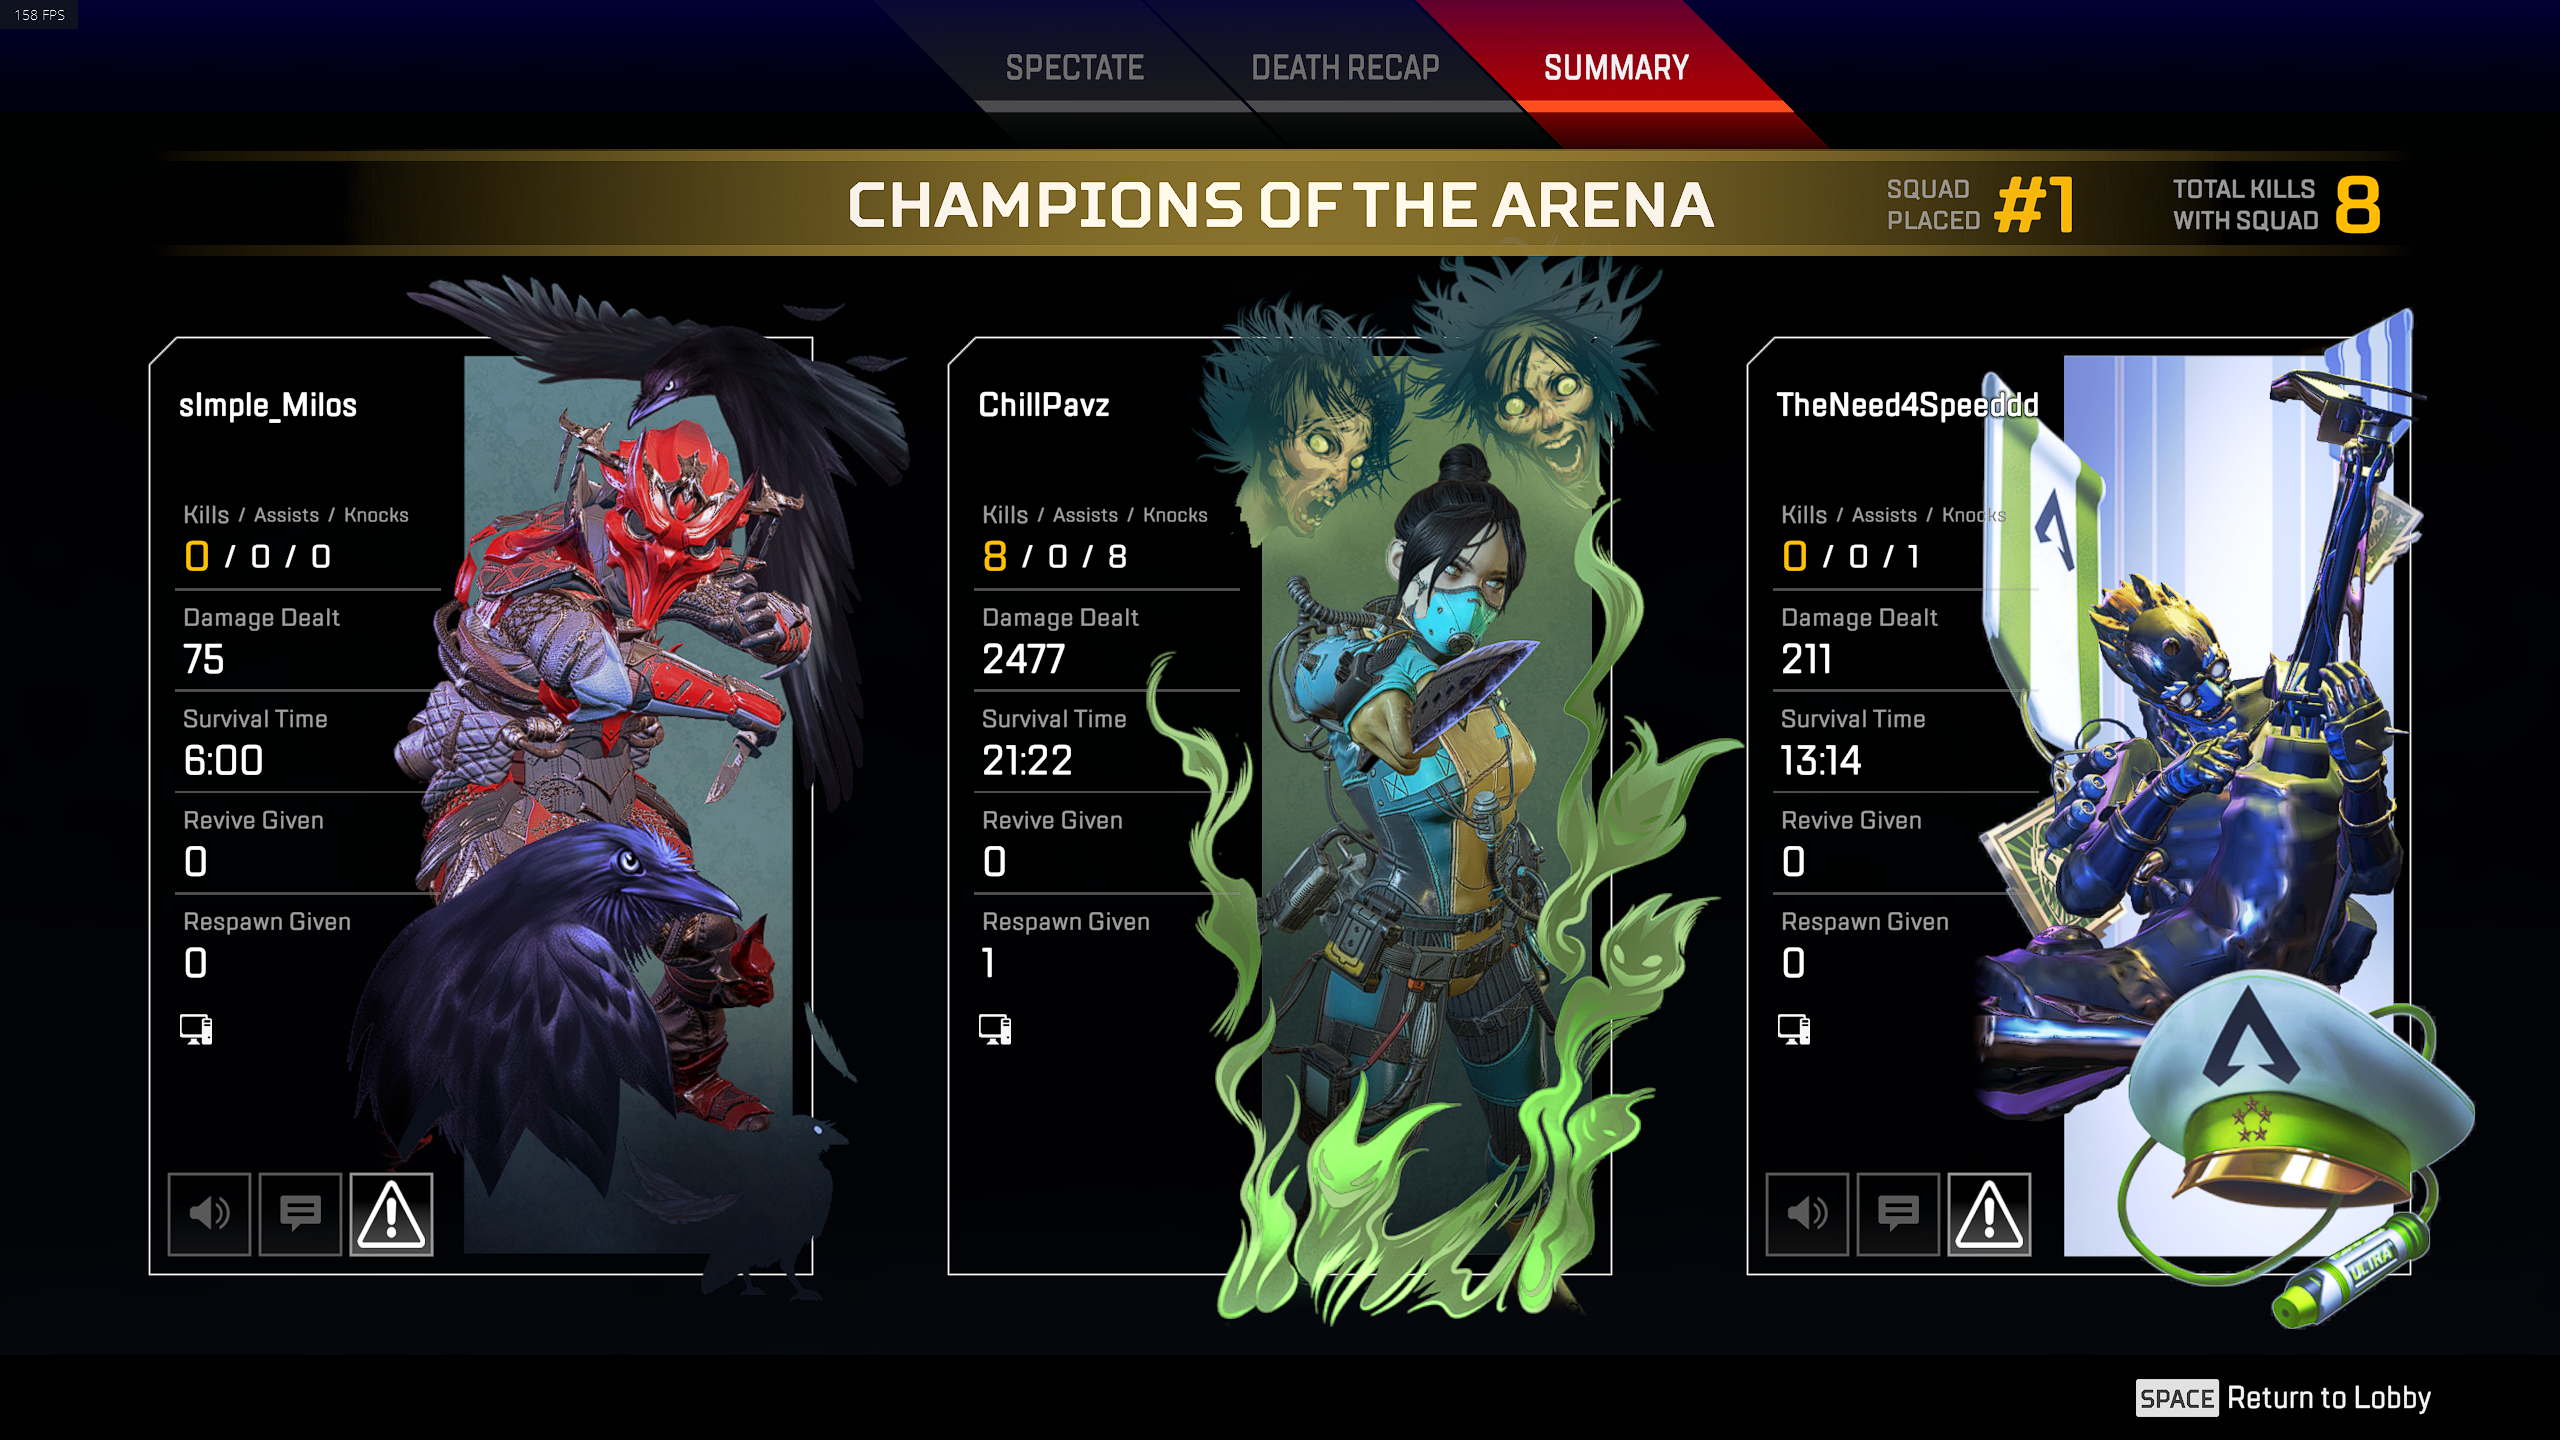 158 FPS
SPECTATE
DEATH RECAP
SUMMARY
CHAMPIONS OF THE ARENA
SQUAD
PLACED #1
TOTAL KILLS
WITH SQUAD 8
sImple_Milos
Kills / Assists / Knocks
0 / 0 / 0
Damage Dealt
75
Survival Time
6:00
Revive Given
0
Respawn Given
0
ChillPavz
Kills / Assists / Knocks
8 / 0 / 8
Damage Dealt
2477
Survival Time
21:22
Revive Given
0
Respawn Given
1
TheNeed4Speeddd
Kills / Assists / Knocks
0 / 0 / 1
Damage Dealt
211
Survival Time
13:14
Revive Given
0
Respawn Given
0
ULTRA
SPACE Return to Lobby